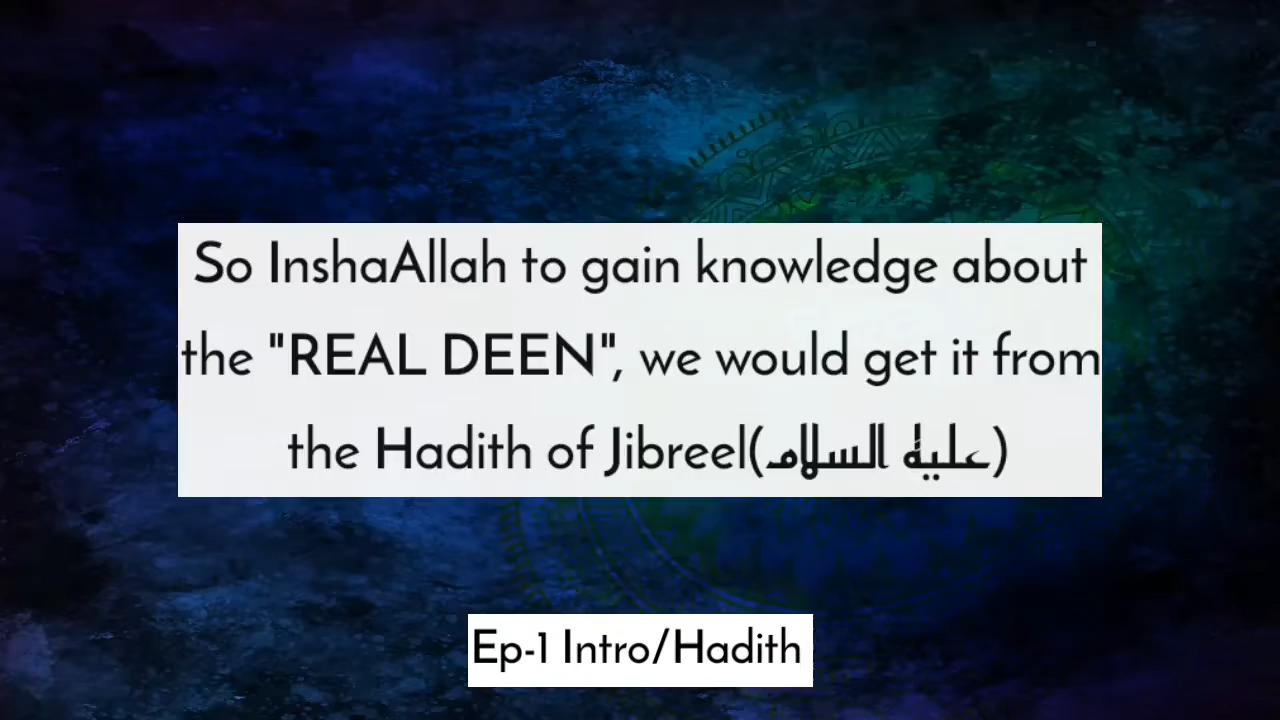 So InshaAllah to gain knowledge about
the "REAL DEEN", we would get it from
the Hadith of Jibreel(عليه السلام)
Ep-1 Intro/Hadith